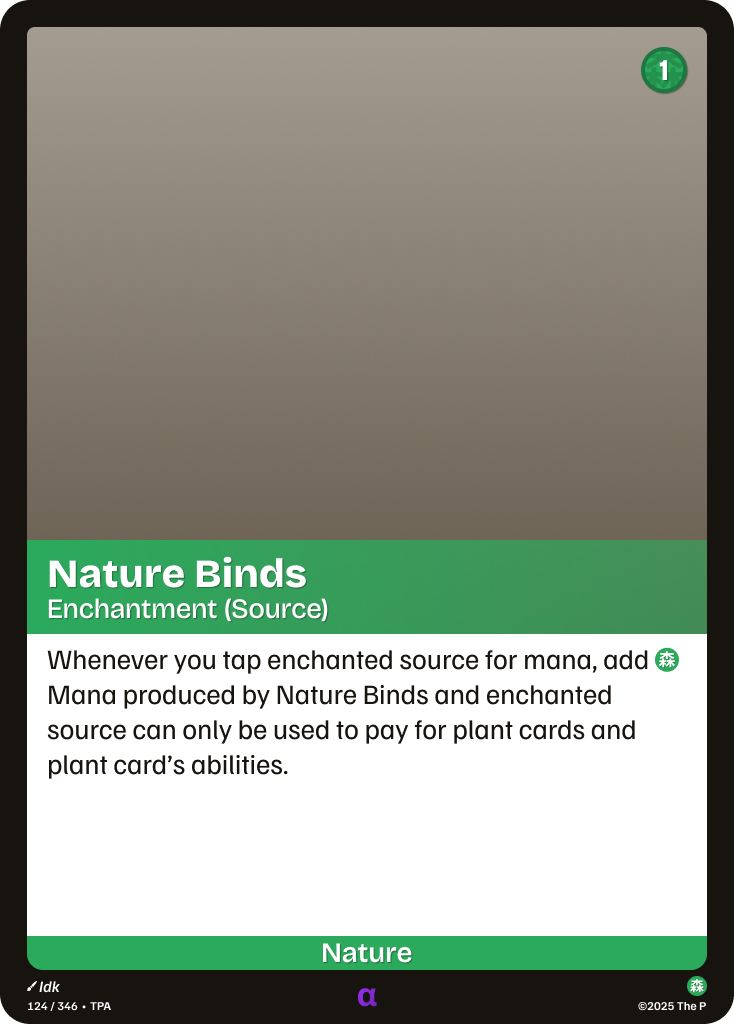 1
Nature Binds
Enchantment (Source)
Whenever you tap enchanted source for mana, add 森
Mana produced by Nature Binds and enchanted
source can only be used to pay for plant cards and
plant card’s abilities.
Nature
Idk
124 / 346 • TPA
α
森
©2025 The P